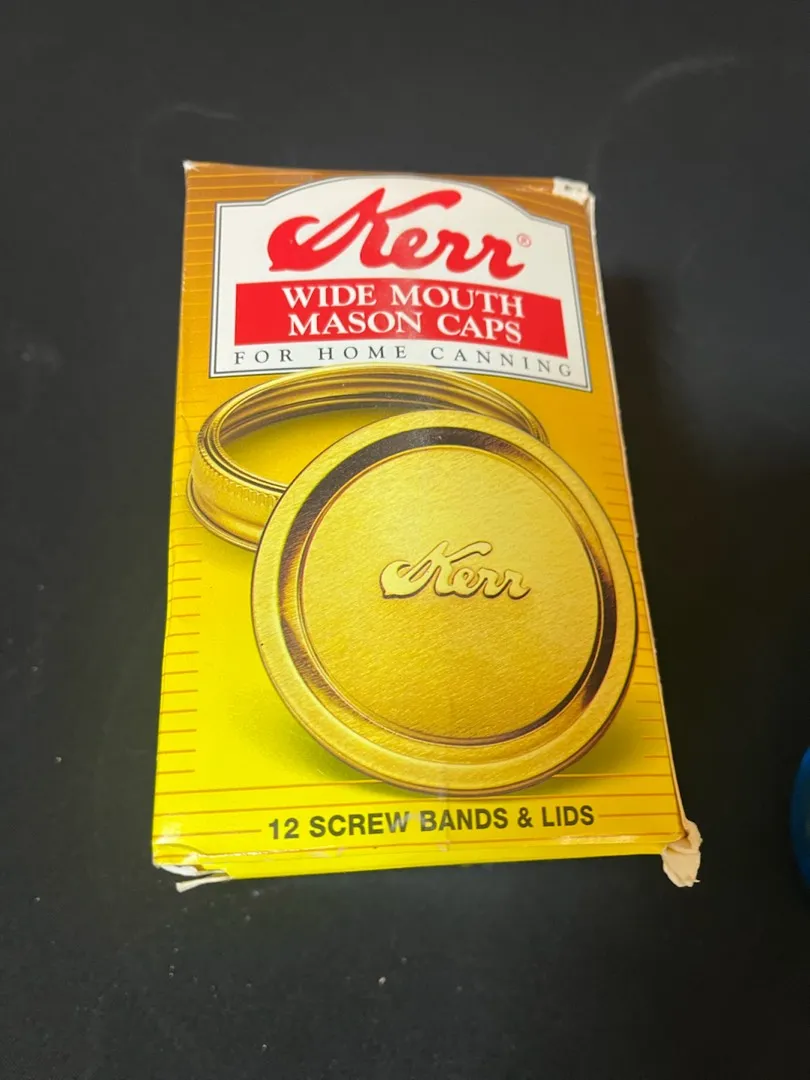 Kerr®
WIDE MOUTH
MASON CAPS
FOR HOME CANNING
Kerr
12 SCREW BANDS & LIDS